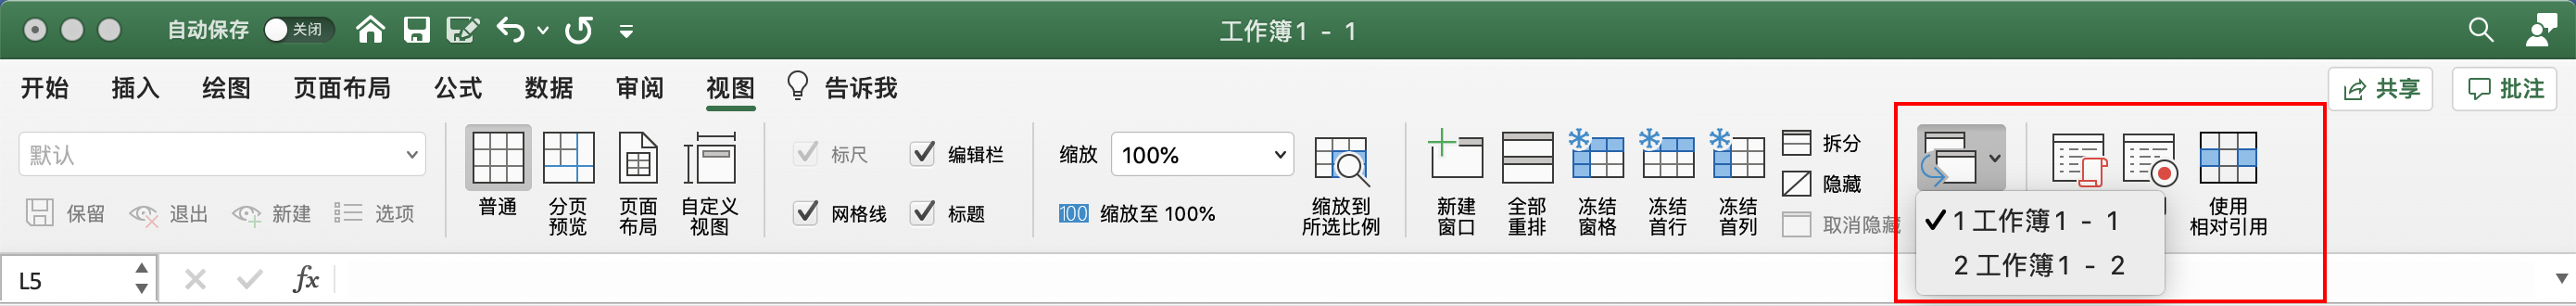 自动保存 关闭 工作簿1 - 1
开始 插入 绘图 页面布局 公式 数据 审阅 视图 告诉我 共享 批注
默认
保留 退出 新建 选项
普通
分页
预览
页面
布局
自定义
视图
标尺 编辑栏
网格线 标题
缩放 100%
100 缩放至 100%
缩放到
所选比例
新建
窗口
全部
重排
冻结
窗格
冻结
首行
冻结
首列
拆分
隐藏
取消隐藏
✓ 1 工作簿1 - 1
2 工作簿1 - 2
使用
相对引用
L5 fx